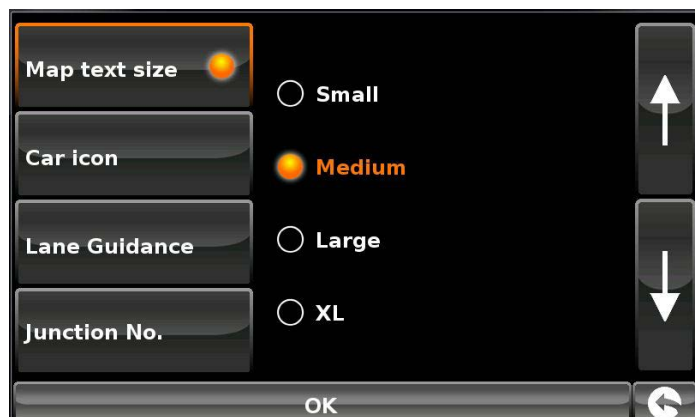 Map text size
Car icon
Lane Guidance
Junction No.
Small
Medium
Large
XL
OK